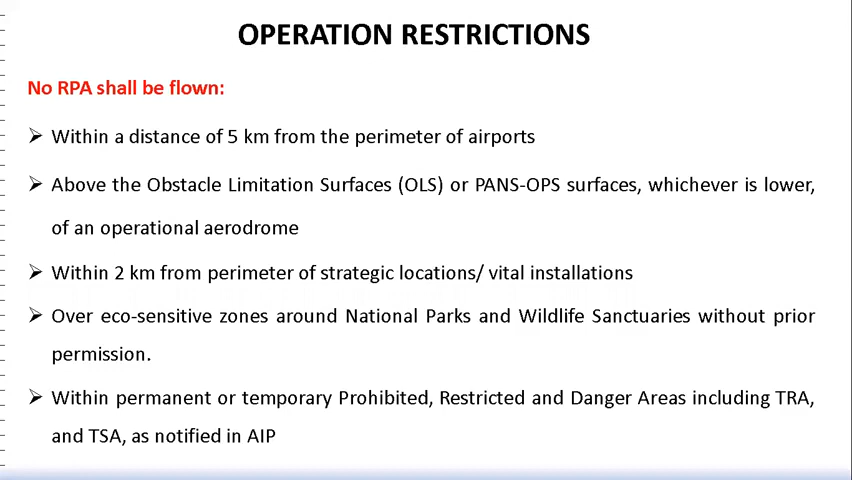 OPERATION RESTRICTIONS
No RPA shall be flown:
➢ Within a distance of 5 km from the perimeter of airports
➢ Above the Obstacle Limitation Surfaces (OLS) or PANS-OPS surfaces, whichever is lower,
of an operational aerodrome
➢ Within 2 km from perimeter of strategic locations/ vital installations
➢ Over eco-sensitive zones around National Parks and Wildlife Sanctuaries without prior
permission.
➢ Within permanent or temporary Prohibited, Restricted and Danger Areas including TRA,
and TSA, as notified in AIP